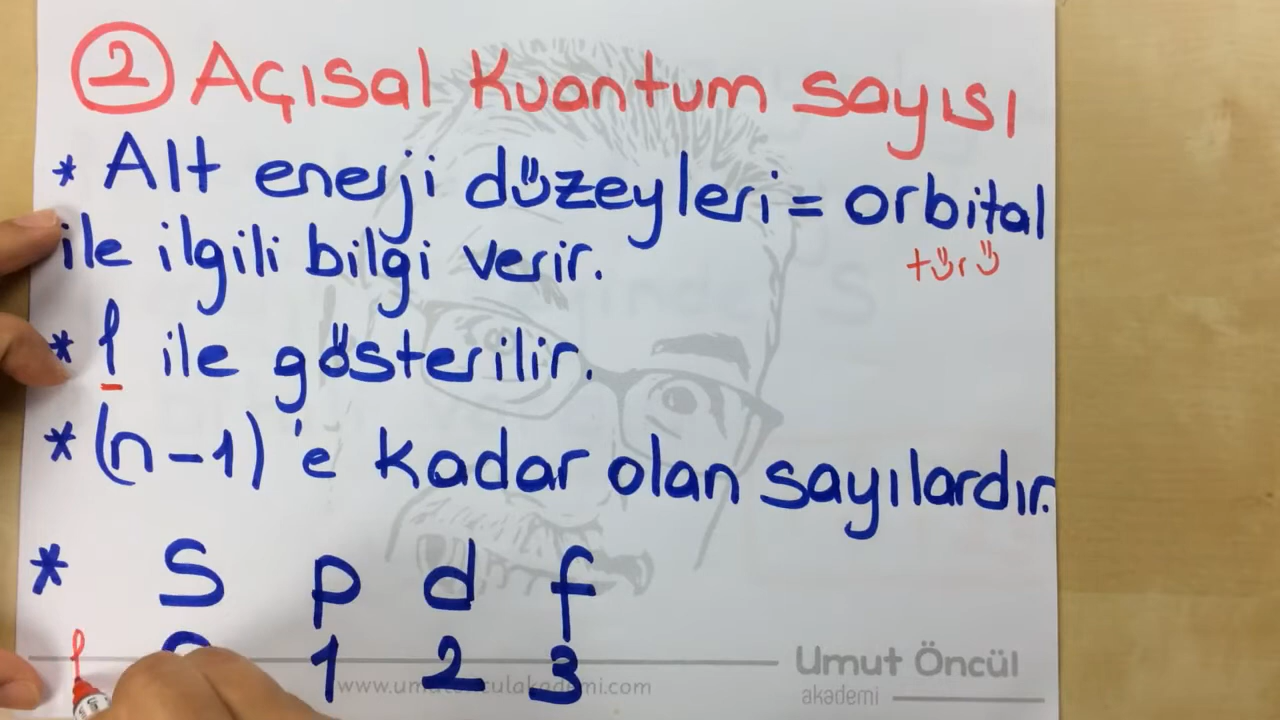 2 Açısal Kuantum sayısı
* Alt enerji düzeyleri = orbital
türü
ile ilgili bilgi verir.
* l ile gösterilir.
* (n-1)'e kadar olan sayılardır.
* S p d f
l 1 2 3
Umut Öncül
akademi